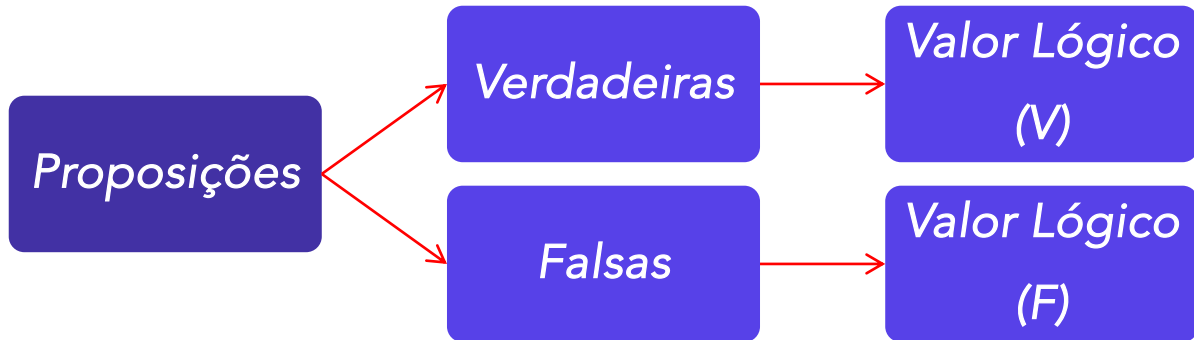 Proposições
Verdadeiras
Valor Lógico
(V)
Falsas
Valor Lógico
(F)